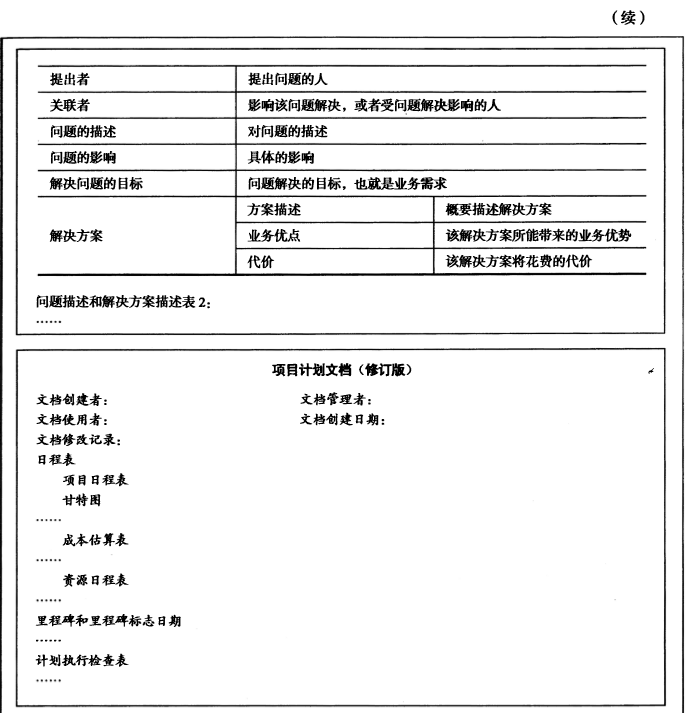 （续）
提出者 提出问题的人
关联者 影响该问题解决，或者受问题解决影响的人
问题的描述 对问题的描述
问题的影响 具体的影响
解决问题的目标 问题解决的目标，也就是业务需求
方案描述 概要描述解决方案
解决方案 业务优点 该解决方案所能带来的业务优势
代价 该解决方案将花费的代价
问题描述和解决方案描述表 2：
……
项目计划文档（修订版）
文档创建者： 文档管理者：
文档使用者： 文档创建日期：
文档修改记录：
日程表
项目日程表
甘特图
……
成本估算表
……
资源日程表
……
里程碑和里程碑标志日期
……
计划执行检查表
……